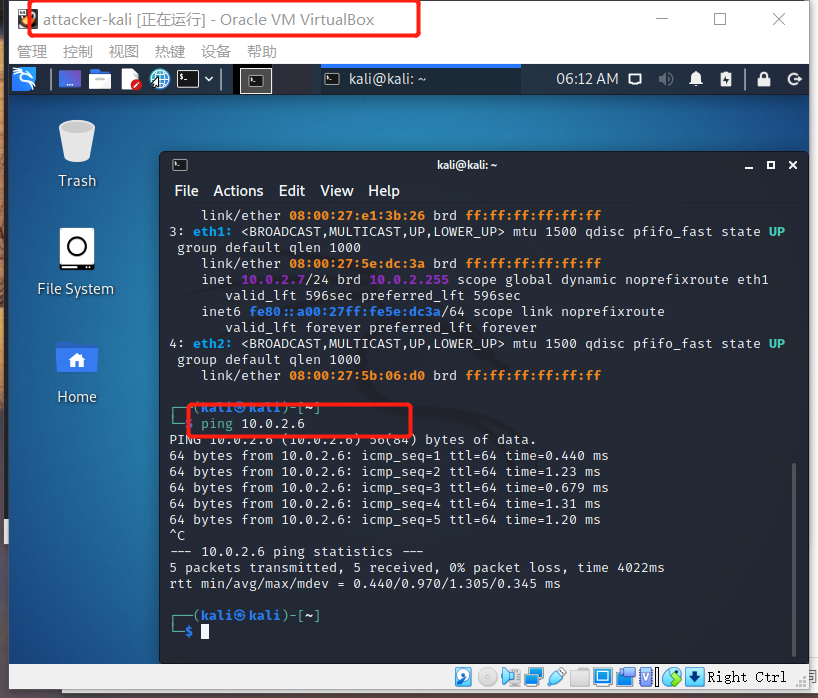 attacker-kali [正在运行] - Oracle VM VirtualBox
管理 控制 视图 热键 设备 帮助
kali@kali: ~ 06:12 AM
Trash
File System
Home
kali@kali: ~
File Actions Edit View Help
link/ether 08:00:27:e1:3b:26 brd ff:ff:ff:ff:ff:ff
3: eth1: <BROADCAST,MULTICAST,UP,LOWER_UP> mtu 1500 qdisc pfifo_fast state UP
group default qlen 1000
link/ether 08:00:27:5e:dc:3a brd ff:ff:ff:ff:ff:ff
inet 10.0.2.7/24 brd 10.0.2.255 scope global dynamic noprefixroute eth1
valid_lft 596sec preferred_lft 596sec
inet6 fe80::a00:27ff:fe5e:dc3a/64 scope link noprefixroute
valid_lft forever preferred_lft forever
4: eth2: <BROADCAST,MULTICAST,UP,LOWER_UP> mtu 1500 qdisc pfifo_fast state UP
group default qlen 1000
link/ether 08:00:27:5b:06:d0 brd ff:ff:ff:ff:ff:ff
┌──(kali㉿kali)-[~]
└─$ ping 10.0.2.6
PING 10.0.2.6 (10.0.2.6) 56(84) bytes of data.
64 bytes from 10.0.2.6: icmp_seq=1 ttl=64 time=0.440 ms
64 bytes from 10.0.2.6: icmp_seq=2 ttl=64 time=1.23 ms
64 bytes from 10.0.2.6: icmp_seq=3 ttl=64 time=0.679 ms
64 bytes from 10.0.2.6: icmp_seq=4 ttl=64 time=1.31 ms
64 bytes from 10.0.2.6: icmp_seq=5 ttl=64 time=1.20 ms
^C
--- 10.0.2.6 ping statistics ---
5 packets transmitted, 5 received, 0% packet loss, time 4022ms
rtt min/avg/max/mdev = 0.440/0.970/1.305/0.345 ms
┌──(kali㉿kali)-[~]
└─$
Right Ctrl